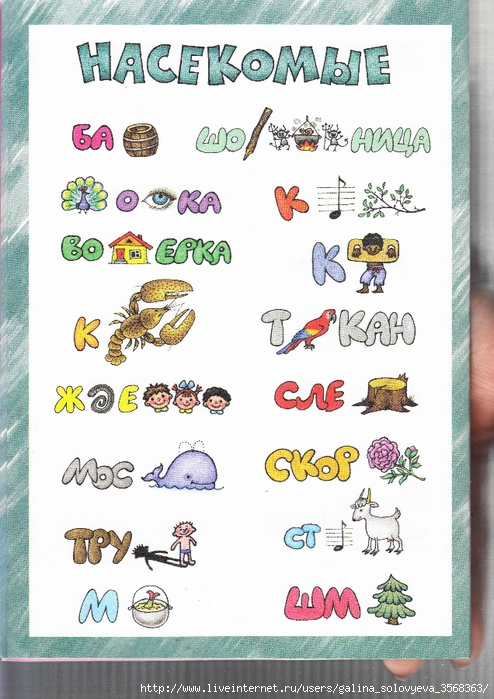 НАСЕКОМЫЕ
БА ШО НИЦА
О КА К
ВО ЕРКА К
К Т КАН
Ж Е СЛЕ
МОС СКОР
ТРУ СТ
М ШМ
http://www.liveinternet.ru/users/galina_solovyeva_3568363/